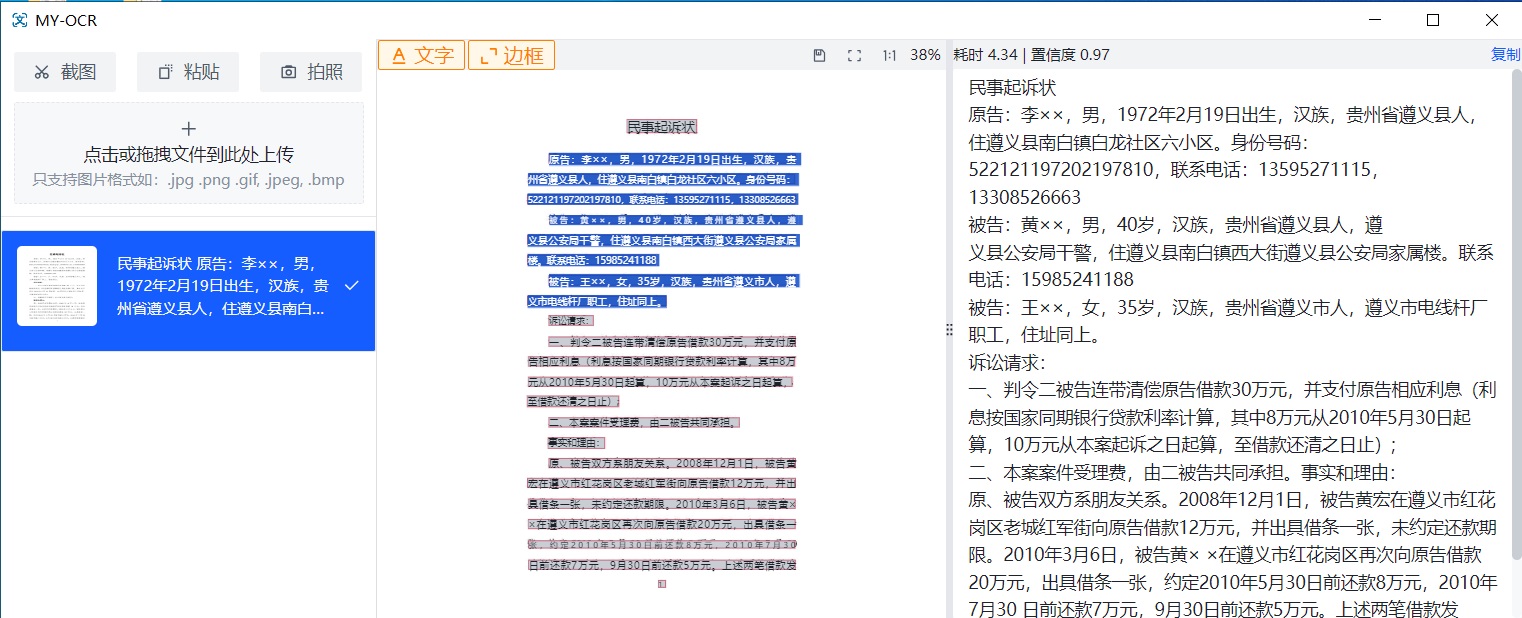 MY-OCR
截图
粘贴
拍照
点击或拖拽文件到此处上传
只支持图片格式如：.jpg .png .gif, .jpeg, .bmp
民事起诉状 原告：李××，男，
1972年2月19日出生，汉族，贵
州省遵义县人，住遵义县南白...
文字
边框
1:1
38%
民事起诉状
原告：李××，男，1972年2月19日出生，汉族，贵
州省遵义县人，住遵义县南白镇白龙社区六小区。身份号码：
522121197202197810，联系电话：13595271115，13308526663
被告：黄××，男，40岁，汉族，贵州省遵义县人，遵
义县公安局干警，住遵义县南白镇西大街遵义县公安局家属
楼。联系电话：15985241188
被告：王××，女，35岁，汉族，贵州省遵义市人，遵
义市电线杆厂职工，住址同上。
诉讼请求：
一、判令二被告连带清偿原告借款30万元，并支付原
告相应利息（利息按国家同期银行贷款利率计算，其中8万
元从2010年5月30日起算，10万元从本案起诉之日起算，
至借款还清之日止）；
二、本案案件受理费，由二被告共同承担。
事实和理由：
原、被告双方系朋友关系。2008年12月1日，被告黄
宏在遵义市红花岗区老城红军街向原告借款12万元，并出
具借条一张，未约定还款期限。2010年3月6日，被告黄×
×在遵义市红花岗区再次向原告借款20万元，出具借条一
张，约定2010年5月30日前还款8万元，2010年7月30
日前还款7万元，9月30日前还款5万元。上述两笔借款发
1
耗时 4.34 | 置信度 0.97
复制
民事起诉状
原告：李××，男，1972年2月19日出生，汉族，贵州省遵义县人，
住遵义县南白镇白龙社区六小区。身份号码：
522121197202197810，联系电话：13595271115，
13308526663
被告：黄××，男，40岁，汉族，贵州省遵义县人，遵
义县公安局干警，住遵义县南白镇西大街遵义县公安局家属楼。联系
电话：15985241188
被告：王××，女，35岁，汉族，贵州省遵义市人，遵义市电线杆厂
职工，住址同上。
诉讼请求：
一、判令二被告连带清偿原告借款30万元，并支付原告相应利息（利
息按国家同期银行贷款利率计算，其中8万元从2010年5月30日起
算，10万元从本案起诉之日起算，至借款还清之日止）；
二、本案案件受理费，由二被告共同承担。事实和理由：
原、被告双方系朋友关系。2008年12月1日，被告黄宏在遵义市红花
岗区老城红军街向原告借款12万元，并出具借条一张，未约定还款期
限。2010年3月6日，被告黄× ×在遵义市红花岗区再次向原告借款
20万元，出具借条一张，约定2010年5月30日前还款8万元，2010年
7月30 日前还款7万元，9月30日前还款5万元。上述两笔借款发